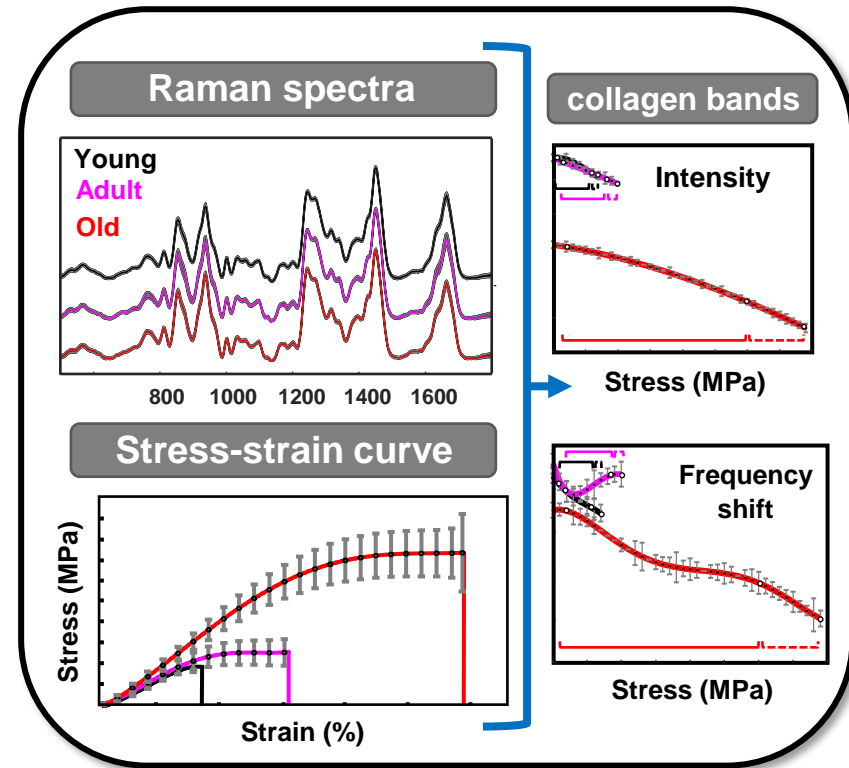 Raman spectra
Young
Adult
Old
800 1000 1200 1400 1600
Stress-strain curve
Stress (MPa)
Strain (%)
collagen bands
Intensity
Stress (MPa)
Frequency
shift
Stress (MPa)